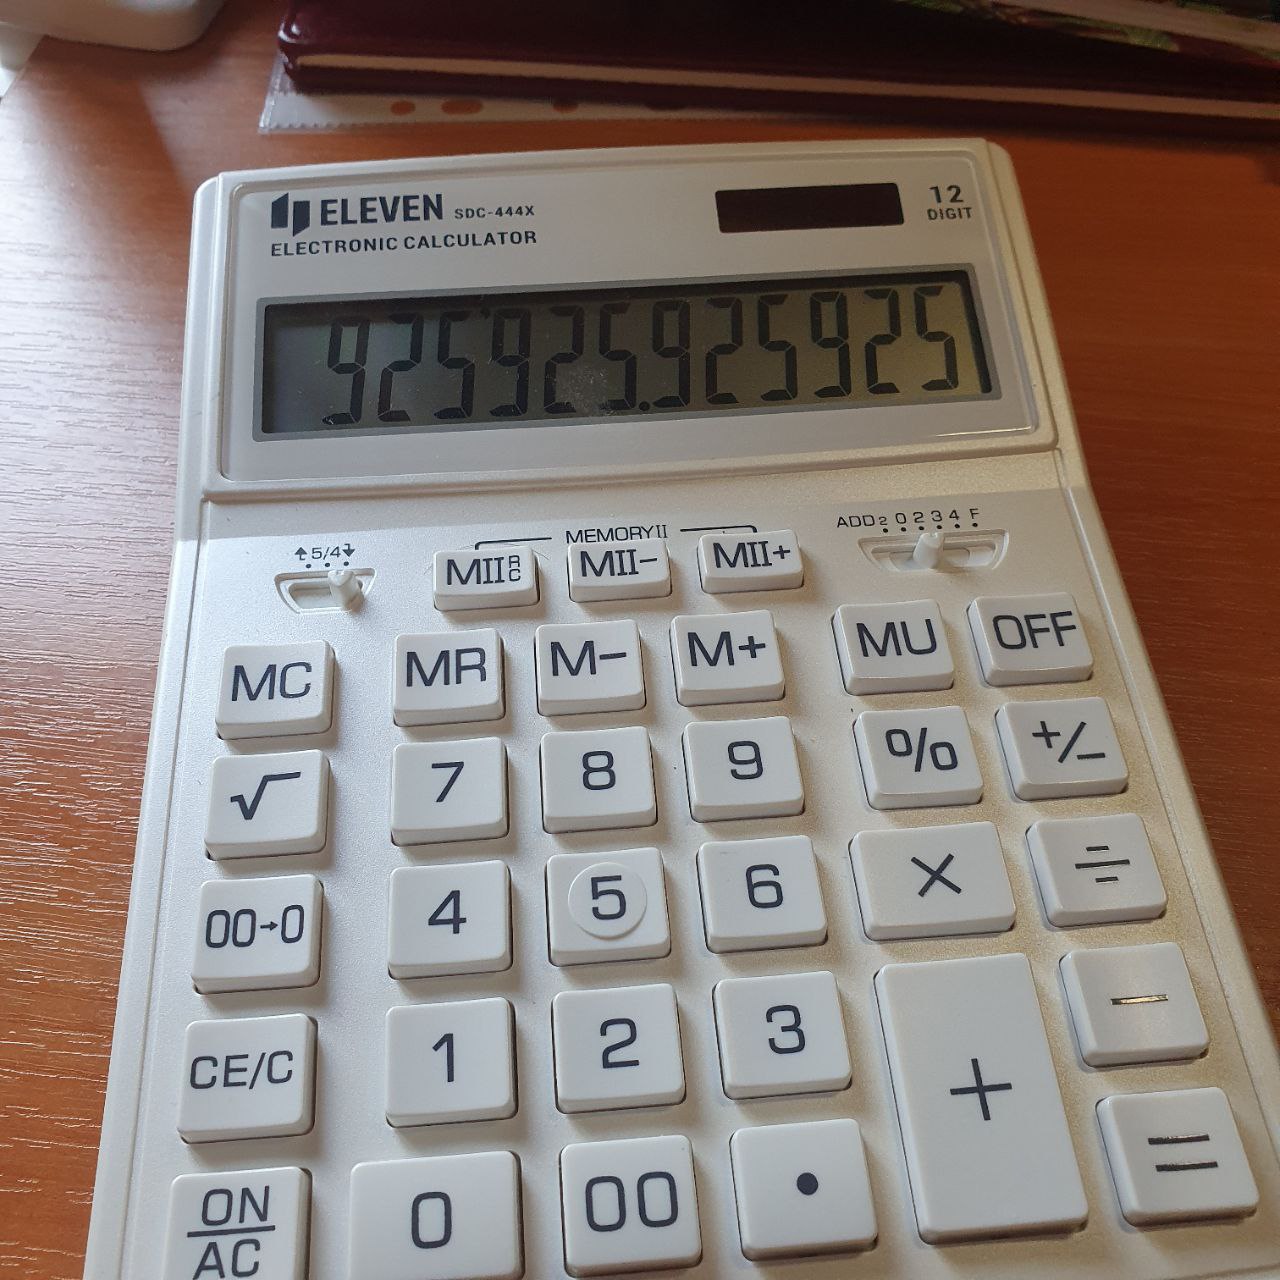 ELEVEN SDC-444X
ELECTRONIC CALCULATOR
12
DIGIT
925'925.925925
5/4
MEMORY II
ADD2 0 2 3 4 F
MII RC MII− MII+
MC MR M− M+ MU OFF
√ 7 8 9 % +/−
00→0 4 5 6 × ÷
CE/C 1 2 3 + −
ON/AC 0 00 • =